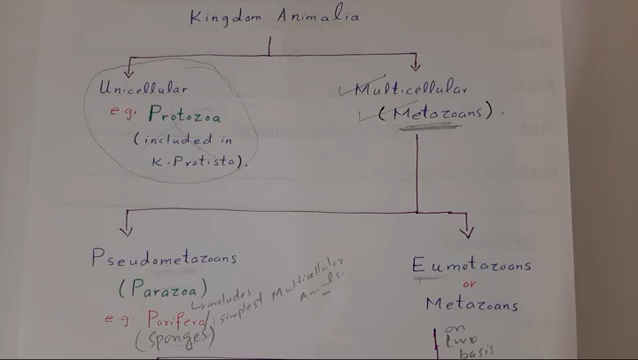 Kingdom Animalia
Unicellular
e.g. Protozoa
(included in
K.Protista).
Multicellular
(Metazoans).
Pseudometazoans
(Parazoa)
e.g. Porifera
(sponges)
includes
simplest Multicellular
Eumetazoans
or
Metazoans
on
two
basis.